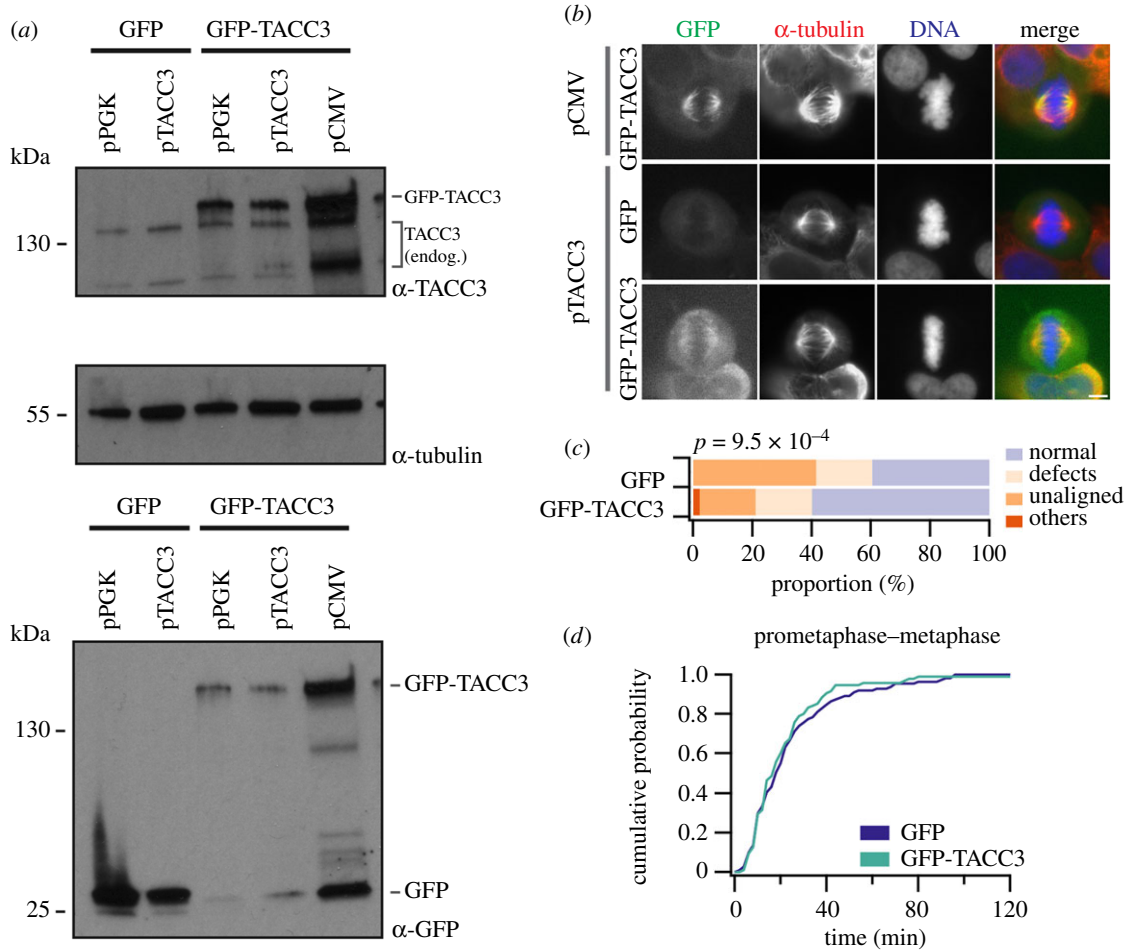 (a)
GFP GFP-TACC3
pPGK pTACC3 pPGK pTACC3 pCMV
kDa
GFP-TACC3
130
TACC3
(endog.)
α-TACC3
55
α-tubulin
GFP GFP-TACC3
pPGK pTACC3 pPGK pTACC3 pCMV
kDa
GFP-TACC3
130
GFP
25
α-GFP
(b)
GFP α-tubulin DNA merge
pCMV
GFP-TACC3
pTACC3
GFP
GFP-TACC3
(c)
p = 9.5 × 10⁻⁴
GFP
GFP-TACC3
normal
defects
unaligned
others
0 20 40 60 80 100
proportion (%)
(d)
prometaphase–metaphase
cumulative probability
1.0
0.8
0.6
0.4
0.2
0
GFP
GFP-TACC3
0 40 80 120
time (min)